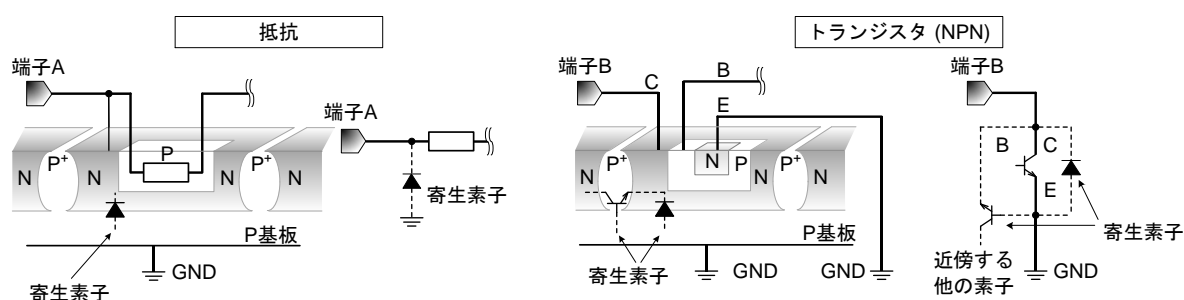 抵抗
端子A
N
P+
N
P
N
P+
N
P基板
寄生素子
GND
端子A
寄生素子
トランジスタ (NPN)
端子B
C
B
E
N
P+
N
N
P
P+
N
P基板
寄生素子
GND
GND
端子B
B
C
E
寄生素子
近傍する
他の素子
GND